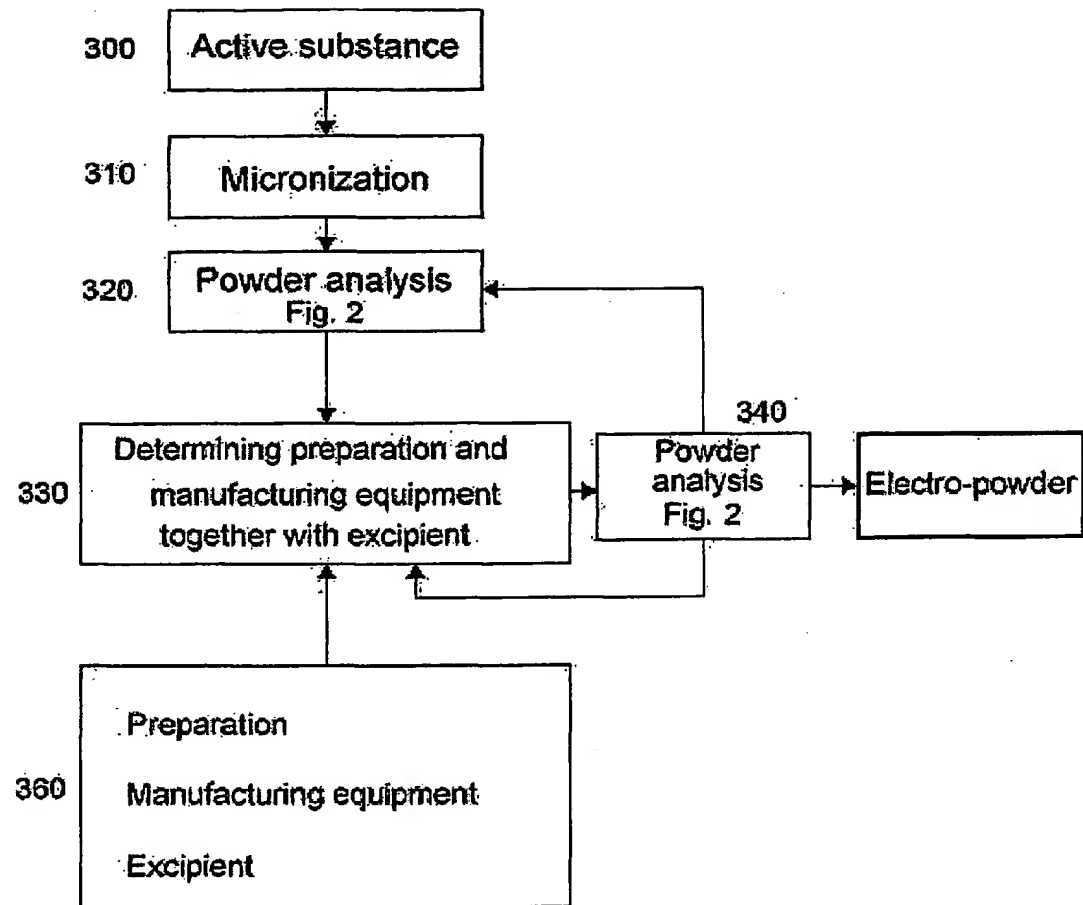 300
Active substance
310
Micronization
320
Powder analysis
Fig. 2
330
Determining preparation and
manufacturing equipment
together with excipient
340
Powder
analysis
Fig. 2
Electro-powder
360
Preparation
Manufacturing equipment
Excipient